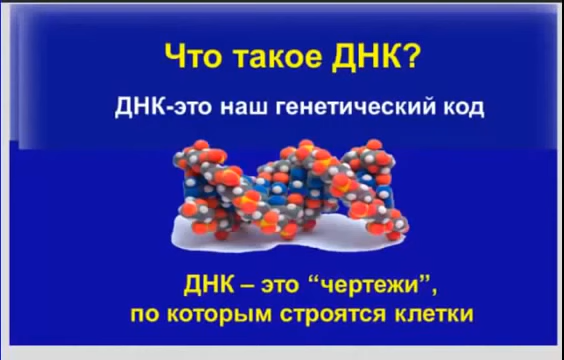 Что такое ДНК?
ДНК-это наш генетический код
ДНК – это “чертежи”,
по которым строятся клетки